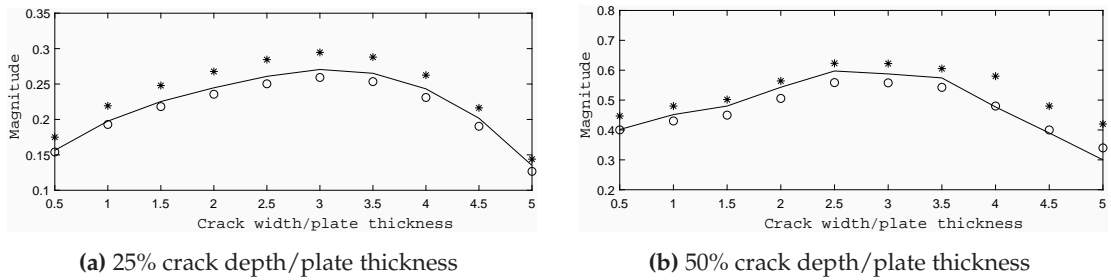 0.35
0.3
0.25
0.2
0.15
0.1
Magnitude
0.5 1 1.5 2 2.5 3 3.5 4 4.5 5
Crack width/plate thickness
(a) 25% crack depth/plate thickness
0.8
0.7
0.6
0.5
0.4
0.3
0.2
Magnitude
0.5 1 1.5 2 2.5 3 3.5 4 4.5 5
Crack width/plate thickness
(b) 50% crack depth/plate thickness